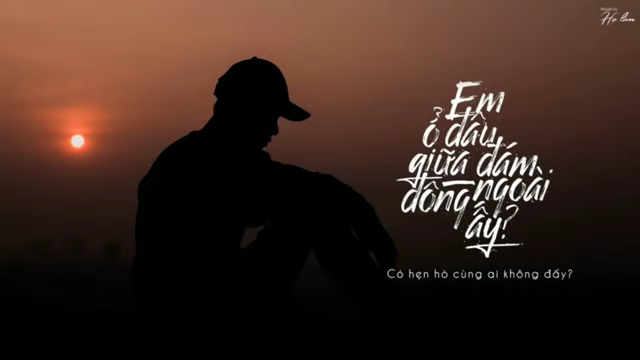 Em
ở đâu
giữa đám
đông ngoài
ấy?
Có hẹn hò cùng ai không đấy?